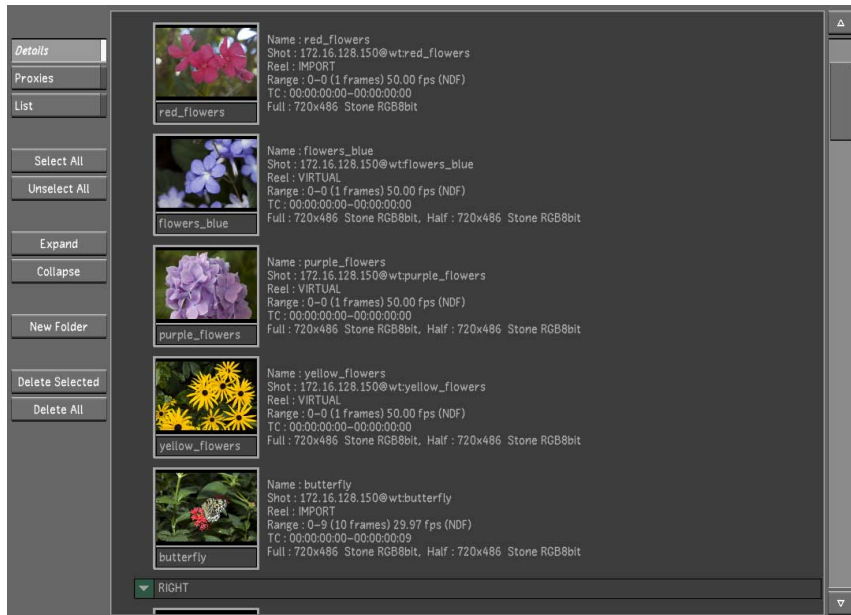 Details
Proxies
List
Select All
Unselect All
Expand
Collapse
New Folder
Delete Selected
Delete All
red_flowers
Name : red_flowers
Shot : 172.16.128.150@wt:red_flowers
Reel : IMPORT
Range : 0-0 (1 frames) 50.00 fps (NDF)
TC : 00:00:00:00-00:00:00:00
Full : 720x486 Stone RGB8bit
flowers_blue
Name : flowers_blue
Shot : 172.16.128.150@wt:flowers_blue
Reel : VIRTUAL
Range : 0-0 (1 frames) 50.00 fps (NDF)
TC : 00:00:00:00-00:00:00:00
Full : 720x486 Stone RGB8bit, Half : 720x486 Stone RGB8bit
purple_flowers
Name : purple_flowers
Shot : 172.16.128.150@wt:purple_flowers
Reel : VIRTUAL
Range : 0-0 (1 frames) 50.00 fps (NDF)
TC : 00:00:00:00-00:00:00:00
Full : 720x486 Stone RGB8bit, Half : 720x486 Stone RGB8bit
yellow_flowers
Name : yellow_flowers
Shot : 172.16.128.150@wt:yellow_flowers
Reel : VIRTUAL
Range : 0-0 (1 frames) 50.00 fps (NDF)
TC : 00:00:00:00-00:00:00:00
Full : 720x486 Stone RGB8bit, Half : 720x486 Stone RGB8bit
butterfly
Name : butterfly
Shot : 172.16.128.150@wt:butterfly
Reel : IMPORT
Range : 0-9 (10 frames) 29.97 fps (NDF)
TC : 00:00:00:00-00:00:00:09
Full : 720x486 Stone RGB8bit, Half : 720x486 Stone RGB8bit
RIGHT